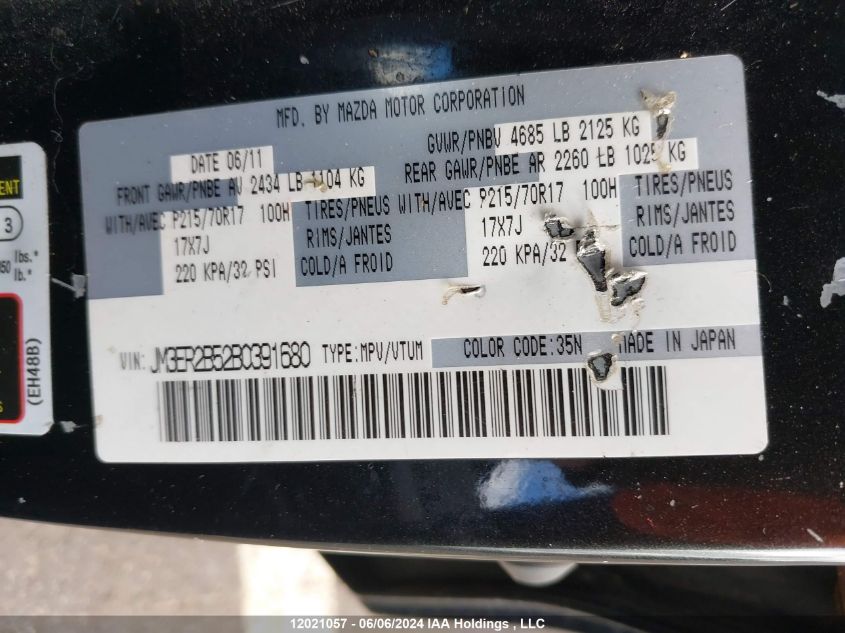 MFD. BY MAZDA MOTOR CORPORATION
DATE 06/11
GVWR/PNBV 4685 LB 2125 KG
FRONT GAWR/PNBE AV 2434 LB 1104 KG
REAR GAWR/PNBE AR 2260 LB 1025 KG
WITH/AVEC P215/70R17 100H TIRES/PNEUS
17X7J RIMS/JANTES
220 KPA/32 PSI COLD/A FROID
WITH/AVEC P215/70R17 100H TIRES/PNEUS
17X7J RIMS/JANTES
220 KPA/32 COLD/A FROID
VIN: JM3ER2B52B0391680 TYPE:MPV/VTUM COLOR CODE:35N MADE IN JAPAN
3
lbs.*
lb.*
(EH48B)
12021057 - 06/06/2024 IAA Holdings, LLC